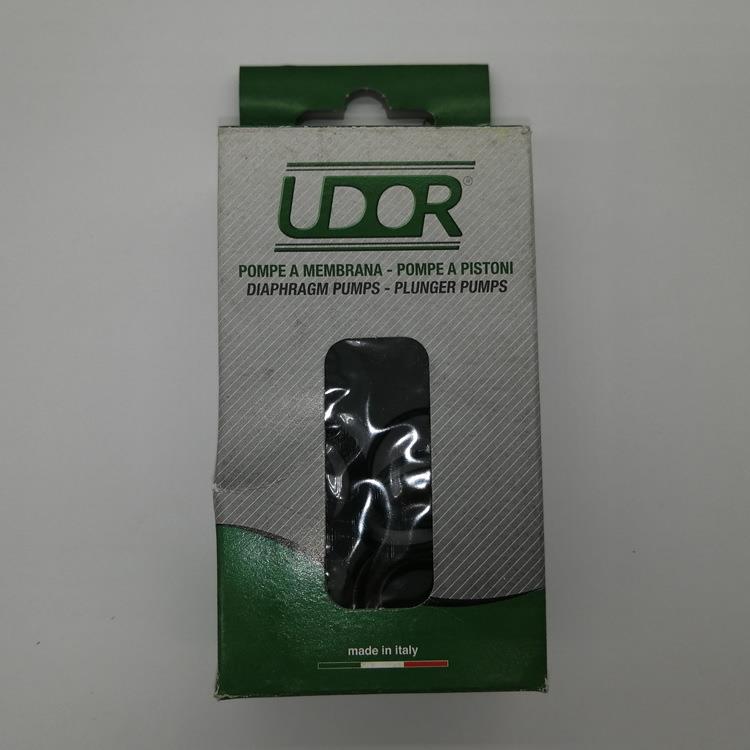 UDOR®
POMPE A MEMBRANA - POMPE A PISTONI
DIAPHRAGM PUMPS - PLUNGER PUMPS
made in italy